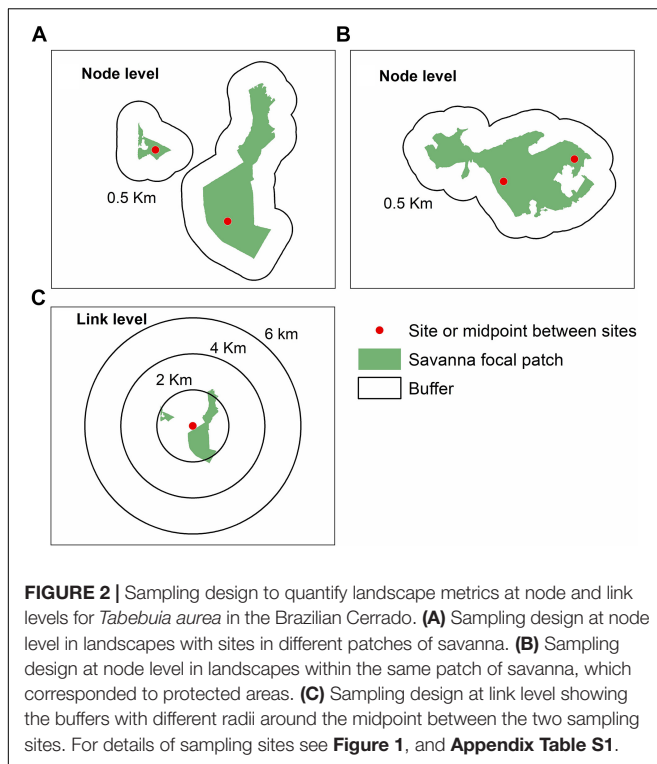 A
Node level
0.5 Km
B
Node level
0.5 Km
C
Link level
6 km
4 Km
2 Km
Site or midpoint between sites
Savanna focal patch
Buffer
FIGURE 2 | Sampling design to quantify landscape metrics at node and link
levels for Tabebuia aurea in the Brazilian Cerrado. (A) Sampling design at node
level in landscapes with sites in different patches of savanna. (B) Sampling
design at node level in landscapes within the same patch of savanna, which
corresponded to protected areas. (C) Sampling design at link level showing
the buffers with different radii around the midpoint between the two sampling
sites. For details of sampling sites see Figure 1, and Appendix Table S1.